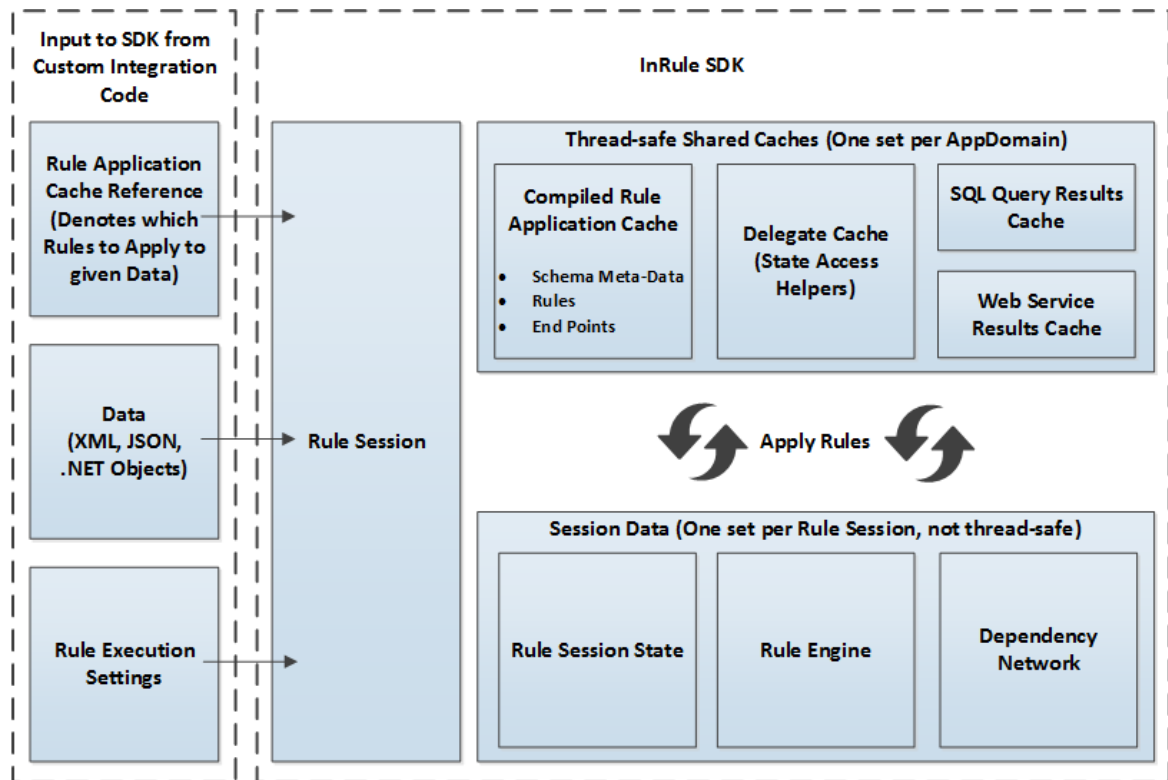 Input to SDK from
Custom Integration
Code
Rule Application
Cache Reference
(Denotes which
Rules to Apply to
given Data)
Data
(XML, JSON,
.NET Objects)
Rule Execution
Settings
InRule SDK
Rule Session
Thread-safe Shared Caches (One set per AppDomain)
Compiled Rule
Application Cache
• Schema Meta-Data
• Rules
• End Points
Delegate Cache
(State Access
Helpers)
SQL Query Results
Cache
Web Service
Results Cache
Apply Rules
Session Data (One set per Rule Session, not thread-safe)
Rule Session State
Rule Engine
Dependency
Network